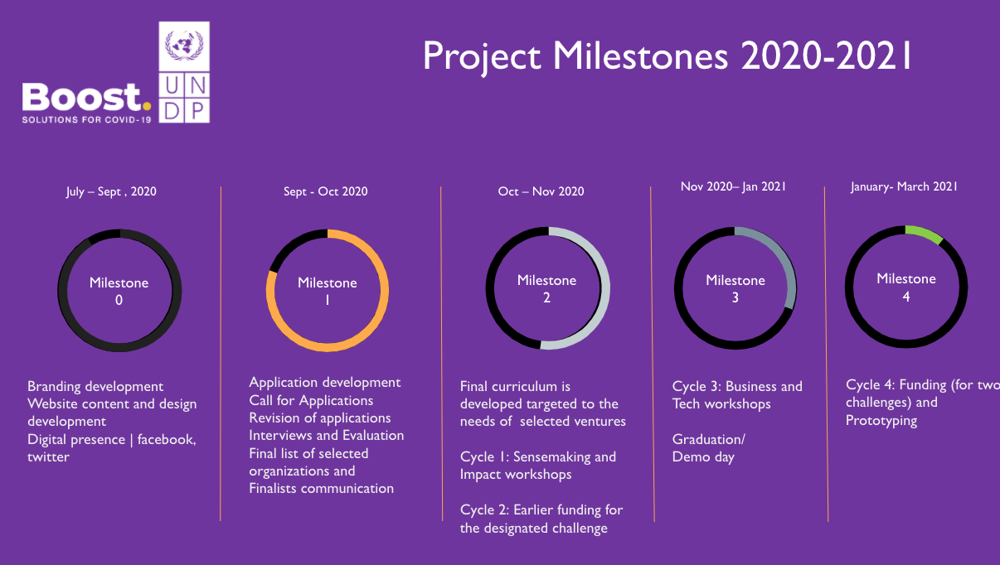 Project Milestones 2020-2021
Boost.
SOLUTIONS FOR COVID-19
UN
DP
July – Sept , 2020
Milestone
0
Branding development
Website content and design
development
Digital presence | facebook,
twitter
Sept - Oct 2020
Milestone
1
Application development
Call for Applications
Revision of applications
Interviews and Evaluation
Final list of selected
organizations and
Finalists communication
Oct – Nov 2020
Milestone
2
Final curriculum is
developed targeted to the
needs of  selected ventures
Cycle 1: Sensemaking and
Impact workshops
Cycle 2: Earlier funding for
the designated challenge
Nov 2020– Jan 2021
Milestone
3
Cycle 3: Business and
Tech workshops
Graduation/
Demo day
January- March 2021
Milestone
4
Cycle 4: Funding (for two
challenges) and
Prototyping